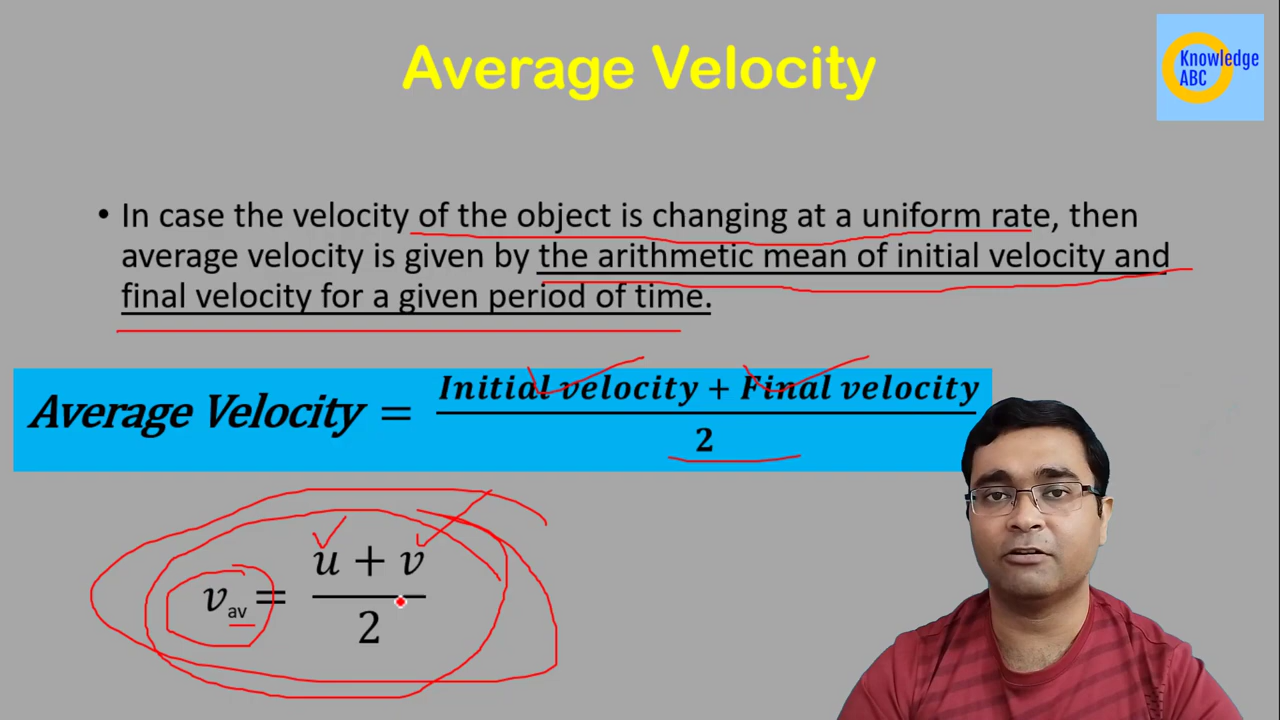 Average Velocity
Knowledge
ABC
• In case the velocity of the object is changing at a uniform rate, then
average velocity is given by the arithmetic mean of initial velocity and
final velocity for a given period of time.
Average Velocity = (Initial velocity + Final velocity) / 2
v_av = (u + v) / 2